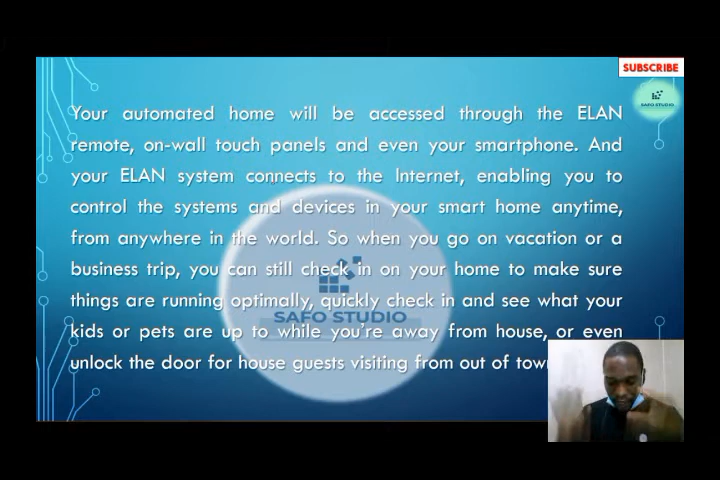 SUBSCRIBE
SAFO STUDIO
Your automated home will be accessed through the ELAN
remote, on-wall touch panels and even your smartphone. And
your ELAN system connects to the Internet, enabling you to
control the systems and devices in your smart home anytime,
from anywhere in the world. So when you go on vacation or a
business trip, you can still check in on your home to make sure
things are running optimally, quickly check in and see what your
SAFO STUDIO
kids or pets are up to while you're away from house, or even
unlock the door for house guests visiting from out of